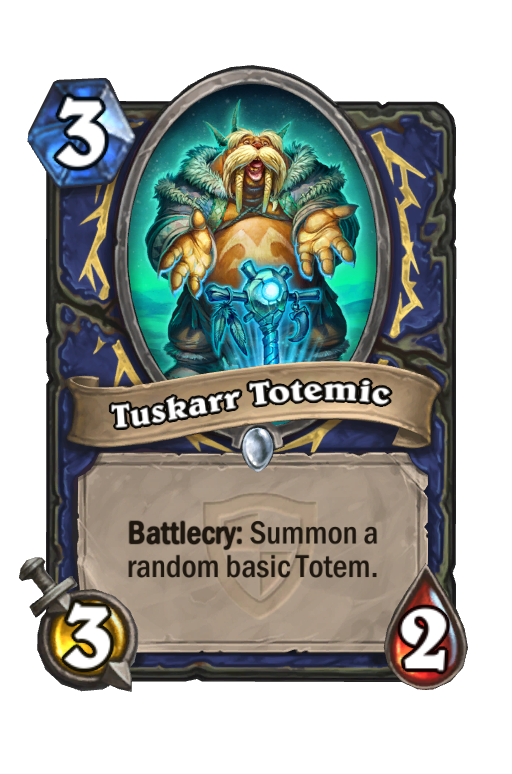 3
Tuskarr Totemic
Battlecry: Summon a
random basic Totem.
3
2